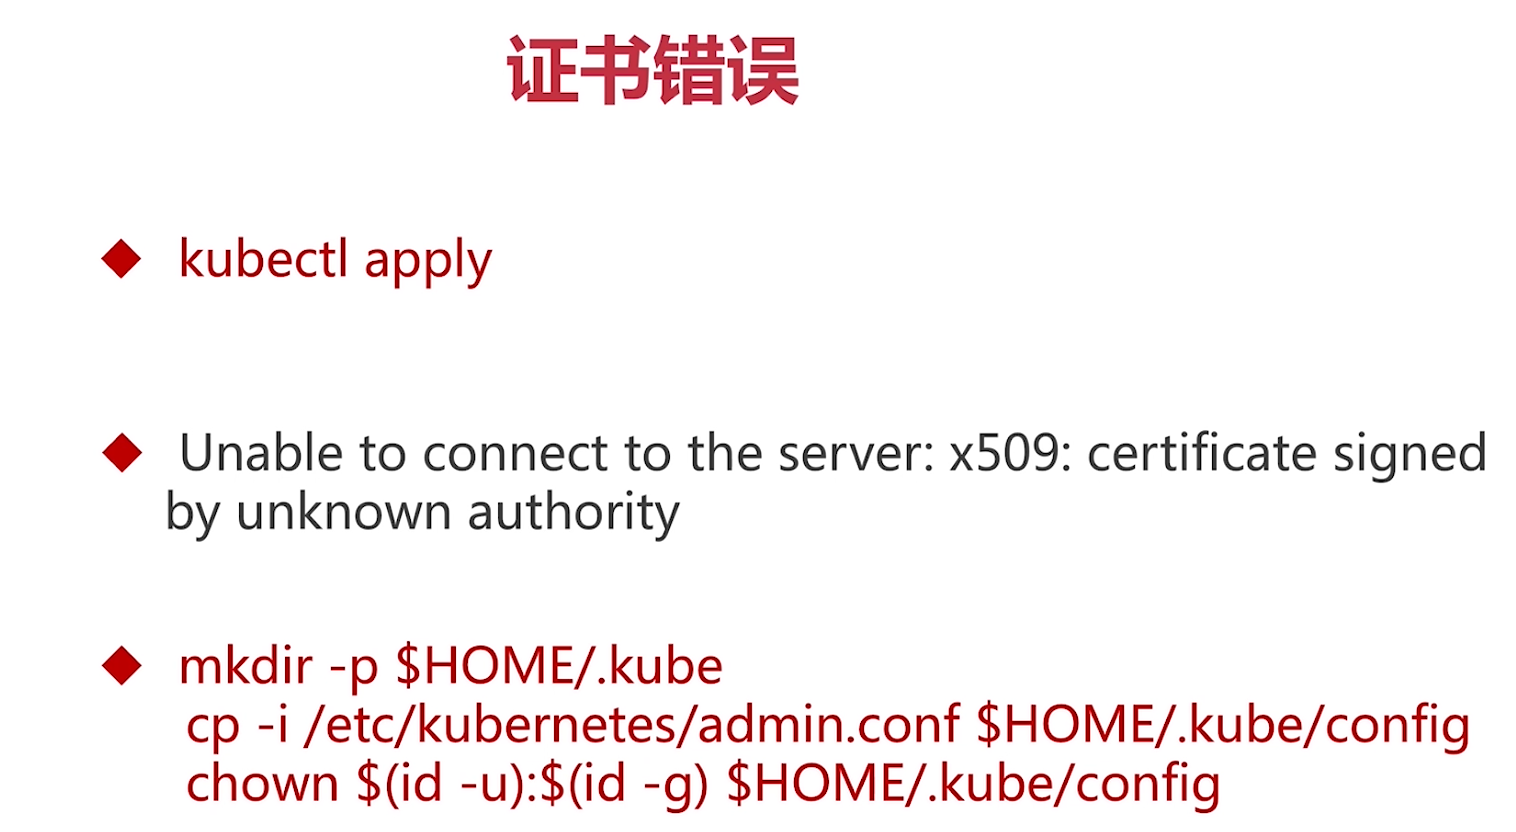 证书错误
kubectl apply
Unable to connect to the server: x509: certificate signed
by unknown authority
mkdir -p $HOME/.kube
cp -i /etc/kubernetes/admin.conf $HOME/.kube/config
chown $(id -u):$(id -g) $HOME/.kube/config